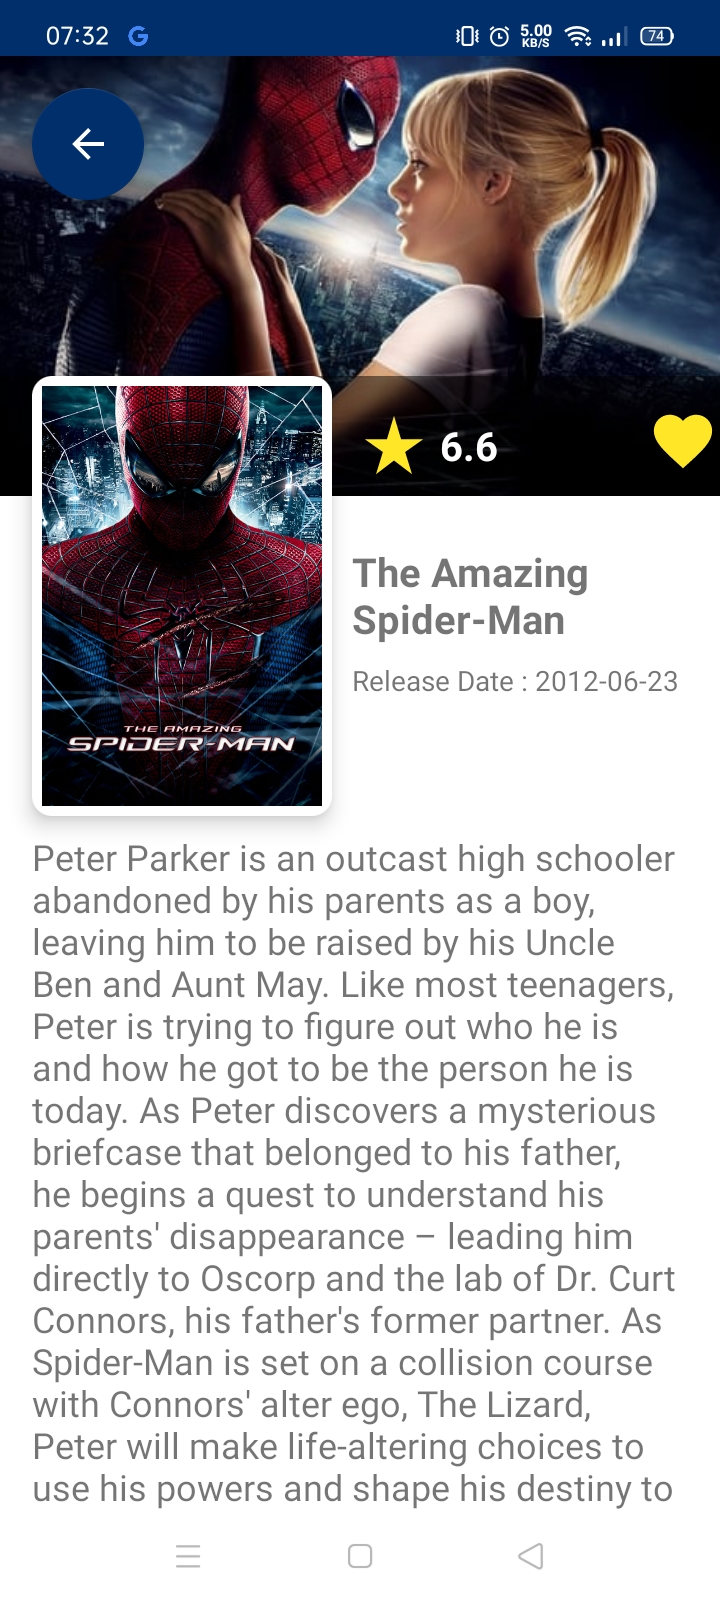 07:32
5.00
KB/S
74
6.6
The Amazing
Spider-Man
Release Date : 2012-06-23
THE AMAZING
SPIDER-MAN
Peter Parker is an outcast high schooler
abandoned by his parents as a boy,
leaving him to be raised by his Uncle
Ben and Aunt May. Like most teenagers,
Peter is trying to figure out who he is
and how he got to be the person he is
today. As Peter discovers a mysterious
briefcase that belonged to his father,
he begins a quest to understand his
parents' disappearance – leading him
directly to Oscorp and the lab of Dr. Curt
Connors, his father's former partner. As
Spider-Man is set on a collision course
with Connors' alter ego, The Lizard,
Peter will make life-altering choices to
use his powers and shape his destiny to